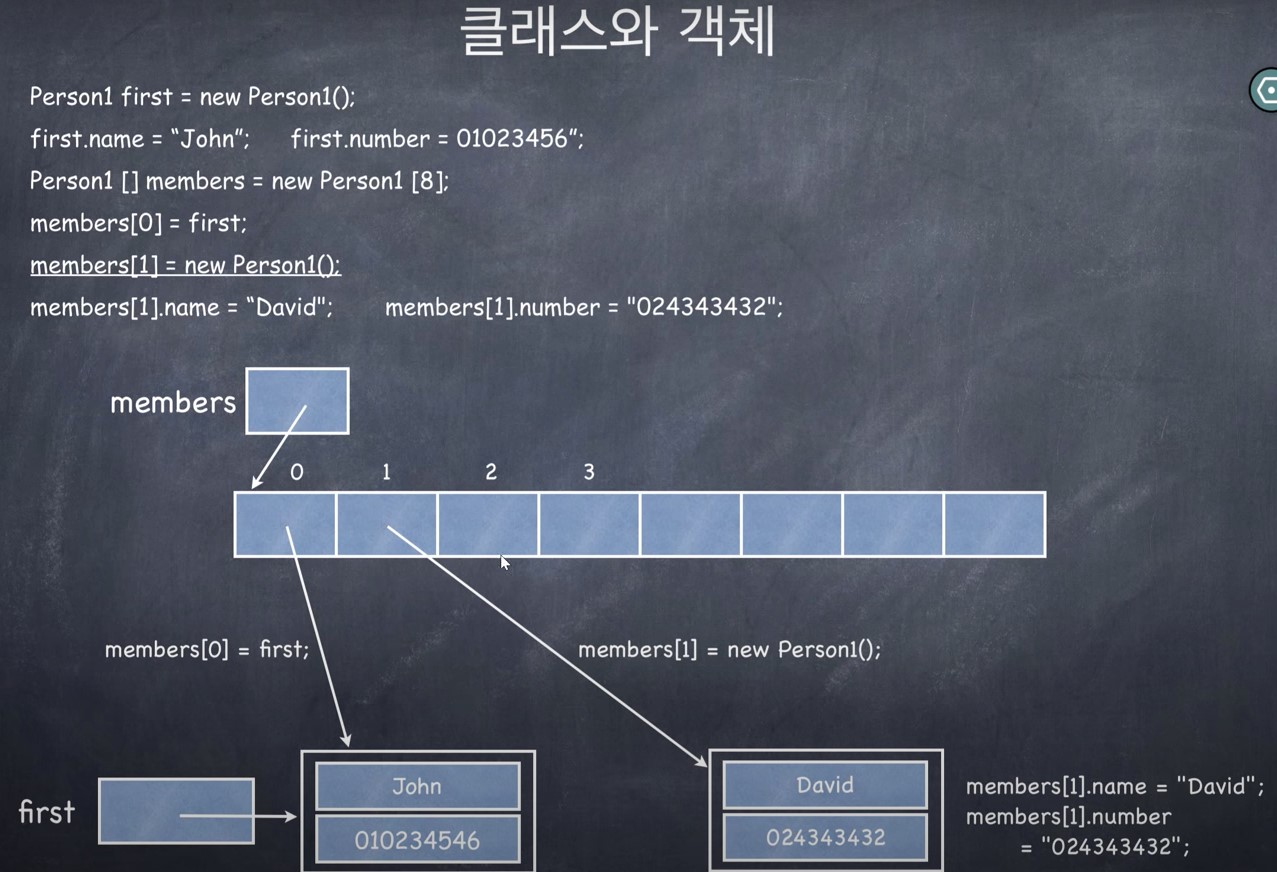 클래스와 객체
Person1 first = new Person1();
first.name = “John”; first.number = 01023456”;
Person1 [] members = new Person1 [8];
members[0] = first;
members[1] = new Person1();
members[1].name = “David"; members[1].number = "024343432";
members
0 1 2 3
members[0] = first;
members[1] = new Person1();
first
John
010234546
David
024343432
members[1].name = "David";
members[1].number
= "024343432";